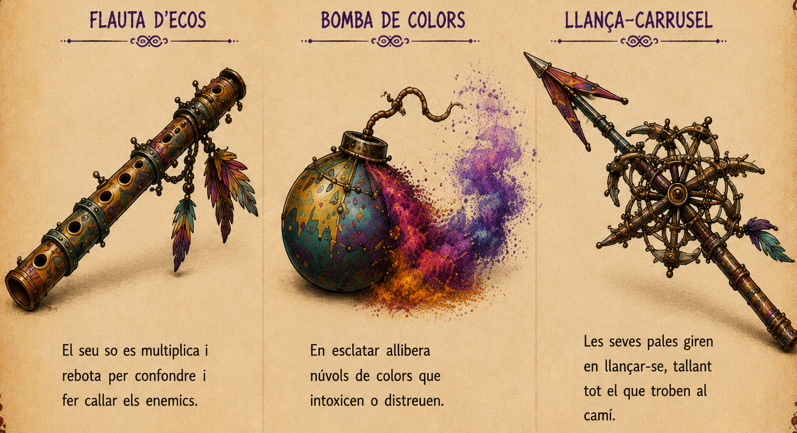 FLAUTA D'ECOS
El seu so es multiplica i
rebota per confondre i
fer callar els enemics.
BOMBA DE COLORS
En esclatar allibera
núvols de colors que
intoxicen o distreuen.
LLANÇA-CARRUSEL
Les seves pales giren
en llançar-se, tallant
tot el que troben al
camí.